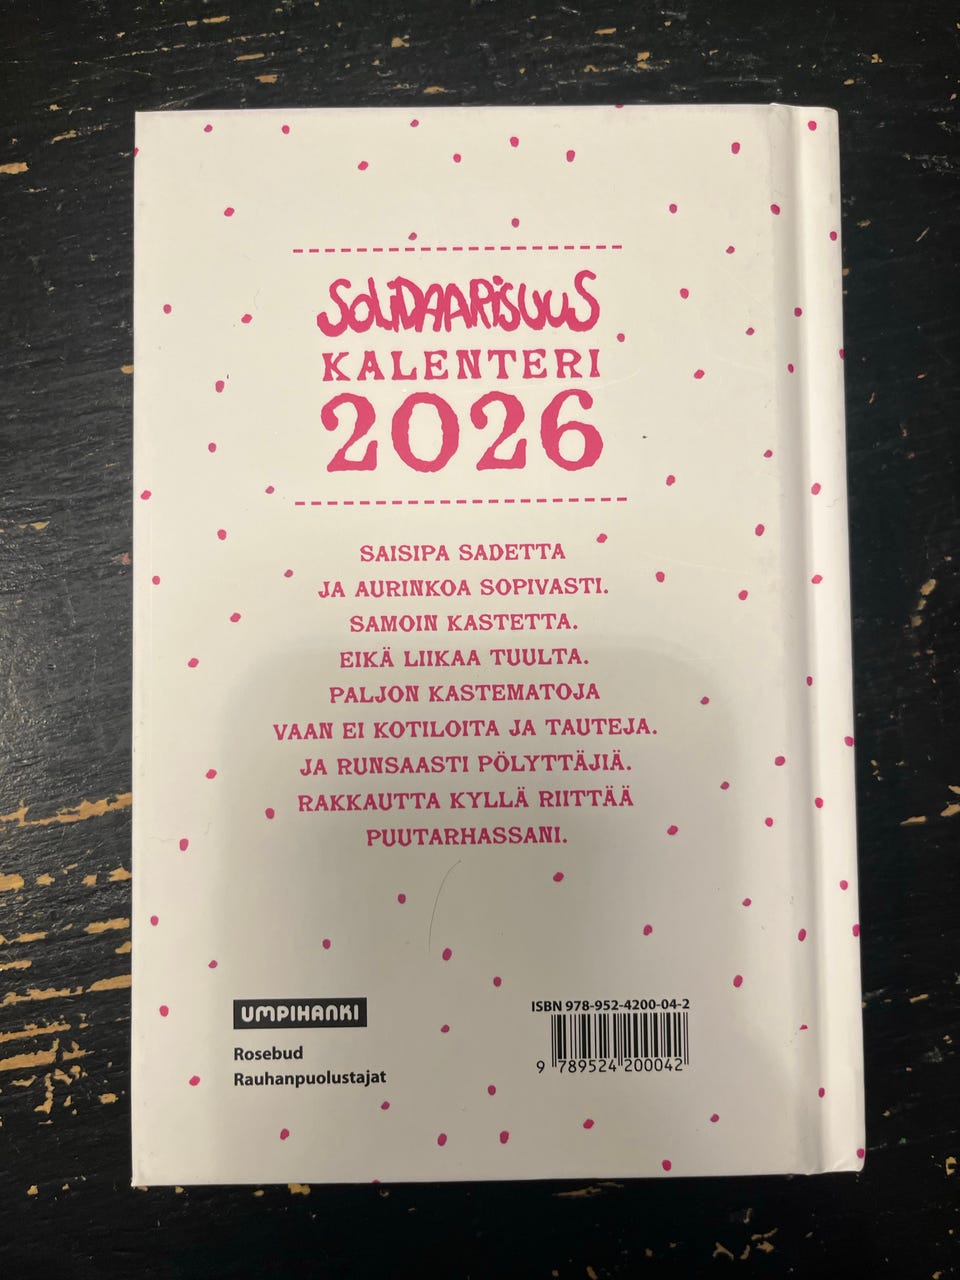 SOLIDAARISUUS
KALENTERI
2026
SAISIPA SADETTA
JA AURINKOA SOPIVASTI.
SAMOIN KASTETTA.
EIKÄ LIIKAA TUULTA.
PALJON KASTEMATOJA
VAAN EI KOTILOITA JA TAUTEJA.
JA RUNSAASTI PÖLYTTÄJIÄ.
RAKKAUTTA KYLLÄ RIITTÄÄ
PUUTARHASSANI.
UMPIHANKI
Rosebud
Rauhanpuolustajat
ISBN 978-952-4200-04-2
9 789524 200042